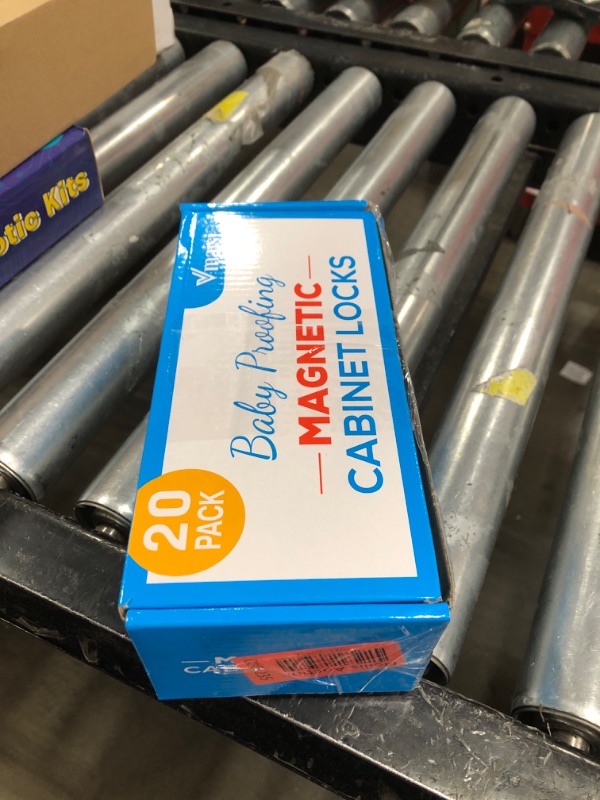 Baby Proofing
MAGNETIC
CABINET LOCKS
20
PACK
otic Kits